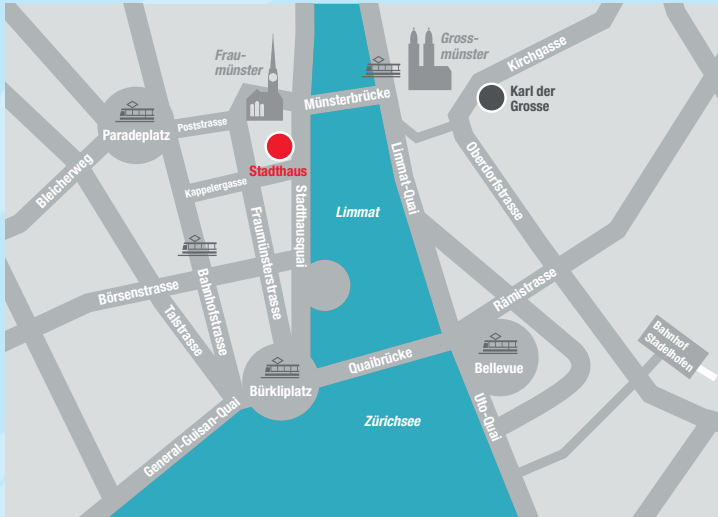 Frau-
münster
Gross-
münster
Kirchgasse
Karl der
Grosse
Münsterbrücke
Paradeplatz
Poststrasse
Stadthaus
Kappelergasse
Bleicherweg
Limmat-Quai
Oberdorfstrasse
Stadthausquai
Limmat
Fraumünsterstrasse
Bahnhofstrasse
Börsenstrasse
Talstrasse
Rämistrasse
Bahnhof
Stadelhofen
Quaibrücke
Bellevue
Bürkliplatz
Uto-Quai
General-Guisan-Quai
Zürichsee